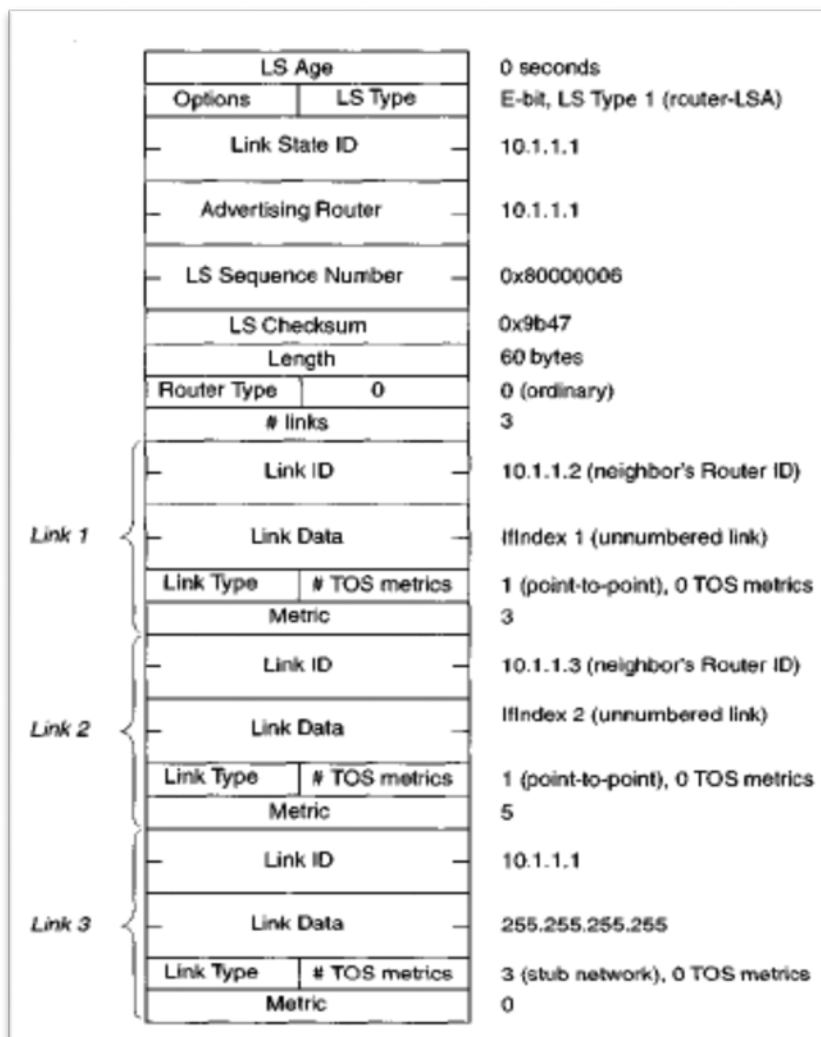 LS Age 0 seconds
Options LS Type E-bit, LS Type 1 (router-LSA)
Link State ID 10.1.1.1
Advertising Router 10.1.1.1
LS Sequence Number 0x80000006
LS Checksum 0x9b47
Length 60 bytes
Router Type 0 0 (ordinary)
# links 3
Link ID 10.1.1.2 (neighbor's Router ID)
Link 1 Link Data IfIndex 1 (unnumbered link)
Link Type # TOS metrics 1 (point-to-point), 0 TOS metrics
Metric 3
Link ID 10.1.1.3 (neighbor's Router ID)
Link 2 Link Data IfIndex 2 (unnumbered link)
Link Type # TOS metrics 1 (point-to-point), 0 TOS metrics
Metric 5
Link ID 10.1.1.1
Link 3 Link Data 255.255.255.255
Link Type # TOS metrics 3 (stub network), 0 TOS metrics
Metric 0